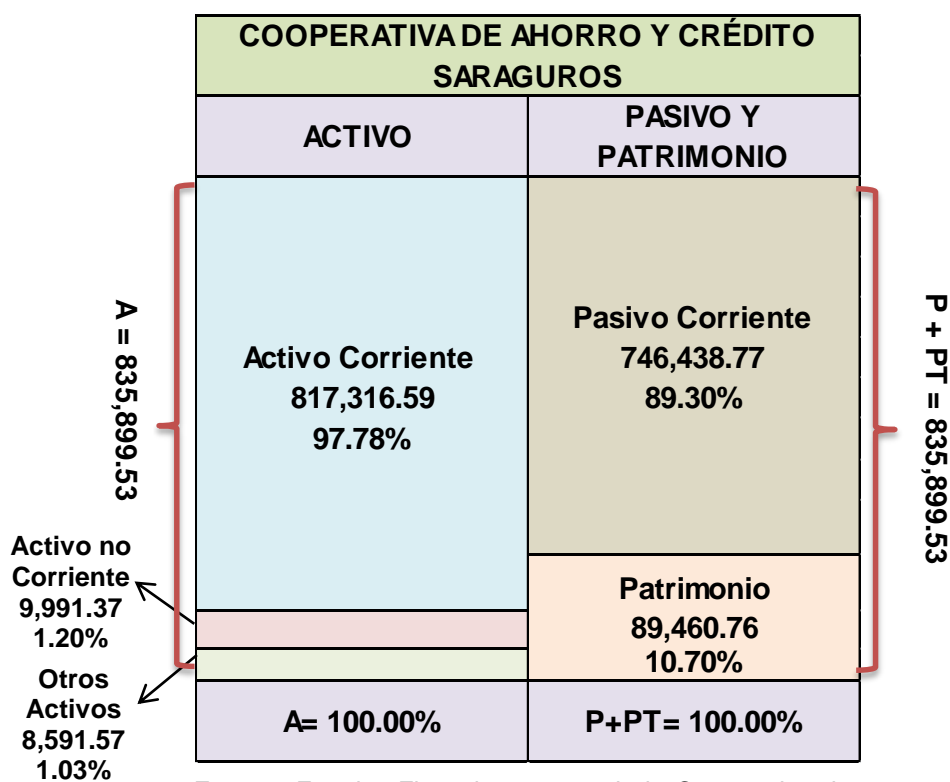 COOPERATIVA DE AHORRO Y CRÉDITO
SARAGUROS
ACTIVO
PASIVO Y
PATRIMONIO
A = 835,899.53
Activo Corriente
817,316.59
97.78%
Pasivo Corriente
746,438.77
89.30%
P + PT = 835,899.53
Activo no
Corriente
9,991.37
1.20%
Patrimonio
89,460.76
10.70%
Otros
Activos
8,591.57
1.03%
A= 100.00%
P+PT= 100.00%